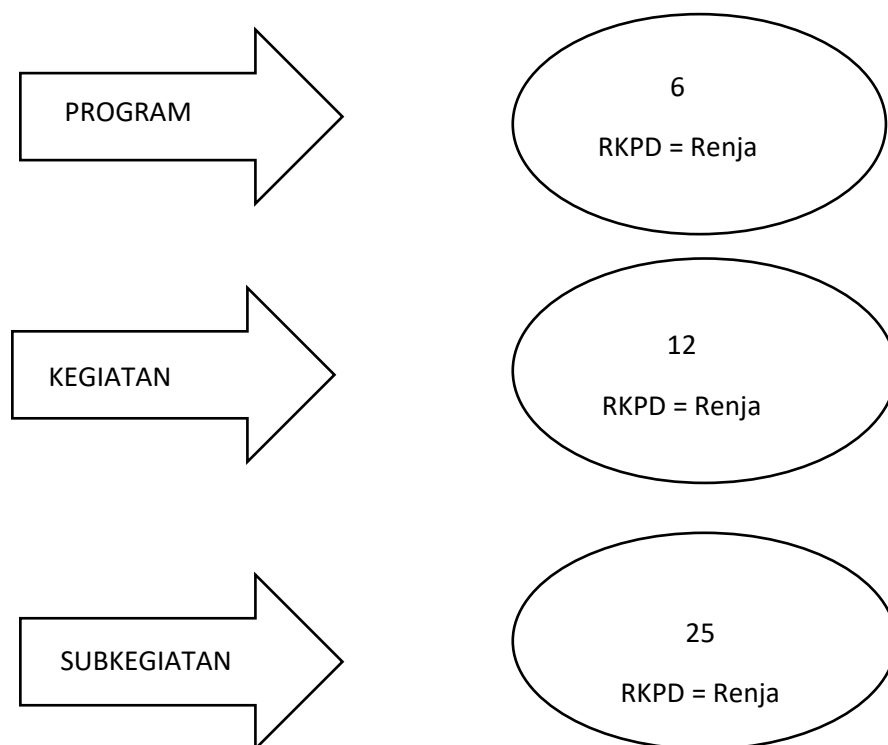 PROGRAM
6
RKPD = Renja
KEGIATAN
12
RKPD = Renja
SUBKEGIATAN
25
RKPD = Renja